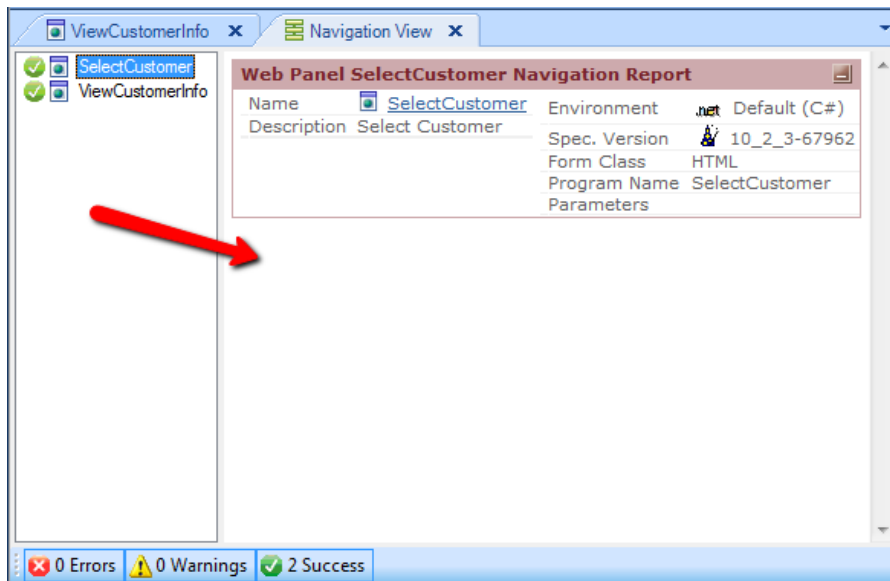 ViewCustomerInfo x Navigation View x
SelectCustomer
ViewCustomerInfo
Web Panel SelectCustomer Navigation Report
Name SelectCustomer
Description Select Customer
Environment .net Default (C#)
Spec. Version 10_2_3-67962
Form Class HTML
Program Name SelectCustomer
Parameters
0 Errors 0 Warnings 2 Success